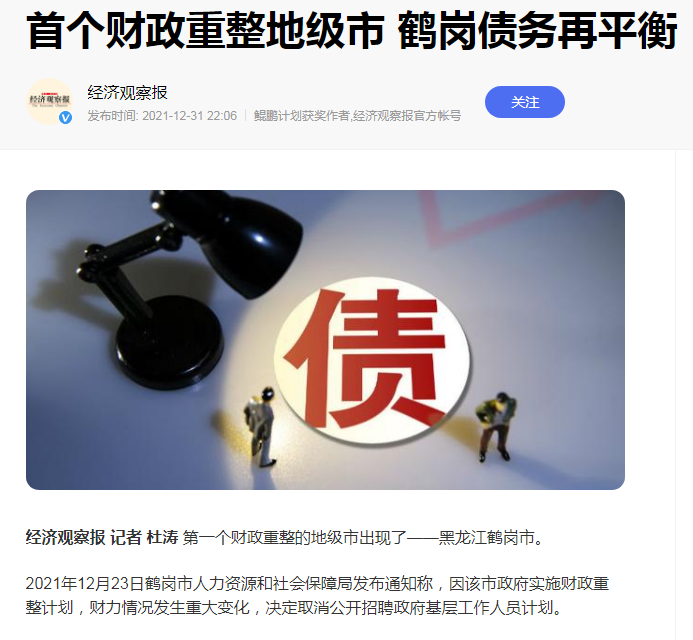 首个财政重整地级市 鹤岗债务再平衡
经济观察报
经济观察报
发布时间: 2021-12-31 22:06 鲲鹏计划获奖作者,经济观察报官方帐号
关注
债
经济观察报 记者 杜涛 第一个财政重整的地级市出现了——黑龙江鹤岗市。
2021年12月23日鹤岗市人力资源和社会保障局发布通知称，因该市政府实施财政重
整计划，财力情况发生重大变化，决定取消公开招聘政府基层工作人员计划。